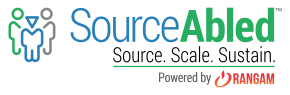 SourceAbled™
Source. Scale. Sustain.
Powered by RANGAM